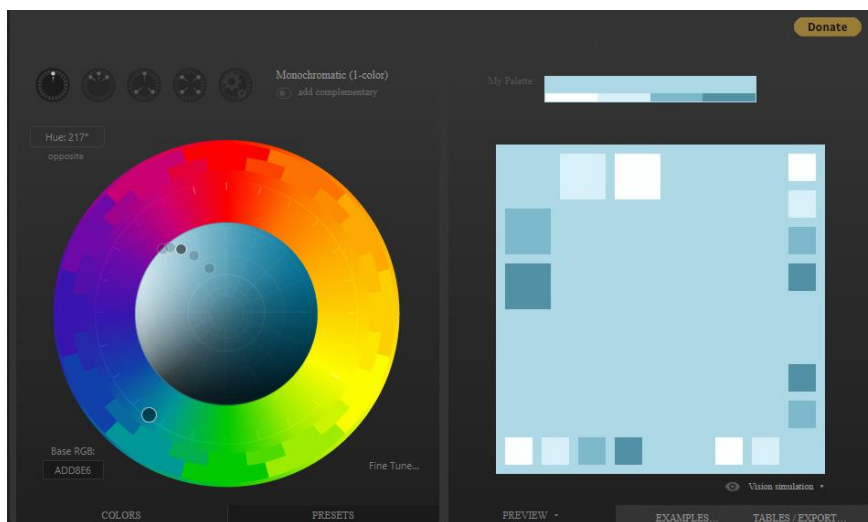 Donate
Monochromatic (1-color)
add complementary
My Palette:
Hue: 217°
opposite
Base RGB:
ADD8E6
Fine Tune...
Vision simulation
COLORS
PRESETS
PREVIEW
EXAMPLES...
TABLES / EXPORT...